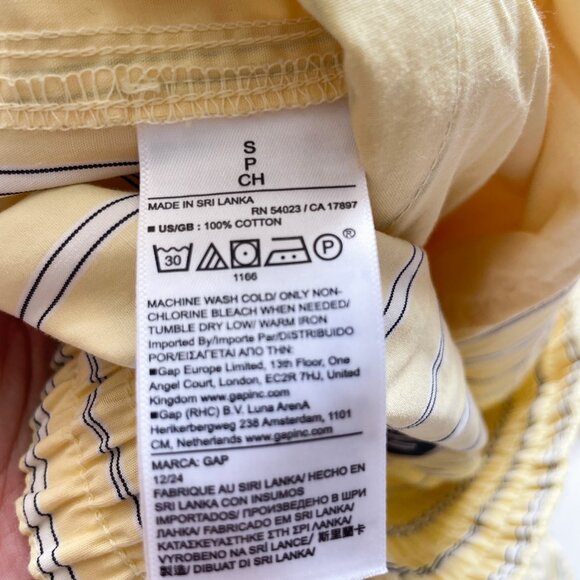 S
P
CH
MADE IN SRI LANKA
RN 54023 / CA 17897
■ US/GB : 100% COTTON
30
P®
1166
MACHINE WASH COLD/ ONLY NON-
CHLORINE BLEACH WHEN NEEDED/
TUMBLE DRY LOW/ WARM IRON
Imported By/Importe Par/DISTRIBUIDO
POR/ΕΙΣΑΓΕΤΑΙ ΑΠΟ ΤΗΝ:
■Gap Europe Limited, 13th Floor, One
Angel Court, London, EC2R 7HJ, United
Kingdom www.gapinc.com
■Gap (RHC) B.V. Luna ArenA
Herikerbergweg 238 Amsterdam, 1101
CM, Netherlands www.gapinc.com
MARCA: GAP
12/24
FABRIQUE AU SRI LANKA/ HECHO EN
SRI LANKA CON INSUMOS
IMPORTADOS/ ПРОИЗВЕДЕНО В ШРИ
ЛАНКА/ FABRICADO EM SRI LANKA/
ΚΑΤΑΣΚΕΥΑΣΤΗΚΕ ΣΤΗ ΣΡΙ ΛΑΝΚΑ/
VYROBENO NA SRÍ LANCE/ 斯里蘭卡
製造/ DIBUAT DI SRI LANKA/